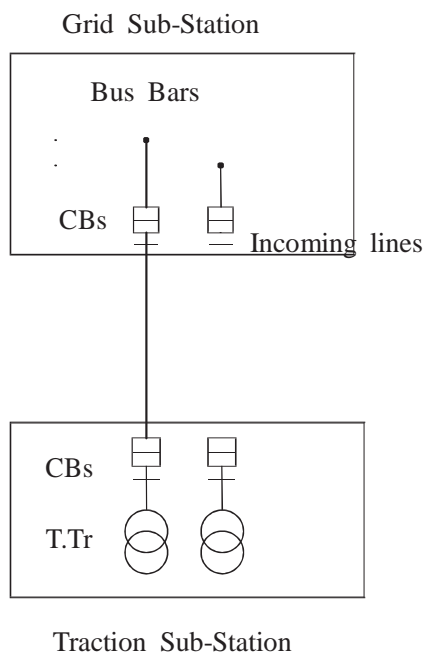 Grid Sub-Station
Bus Bars
CBs
Incoming lines
CBs
T.Tr
Traction Sub-Station